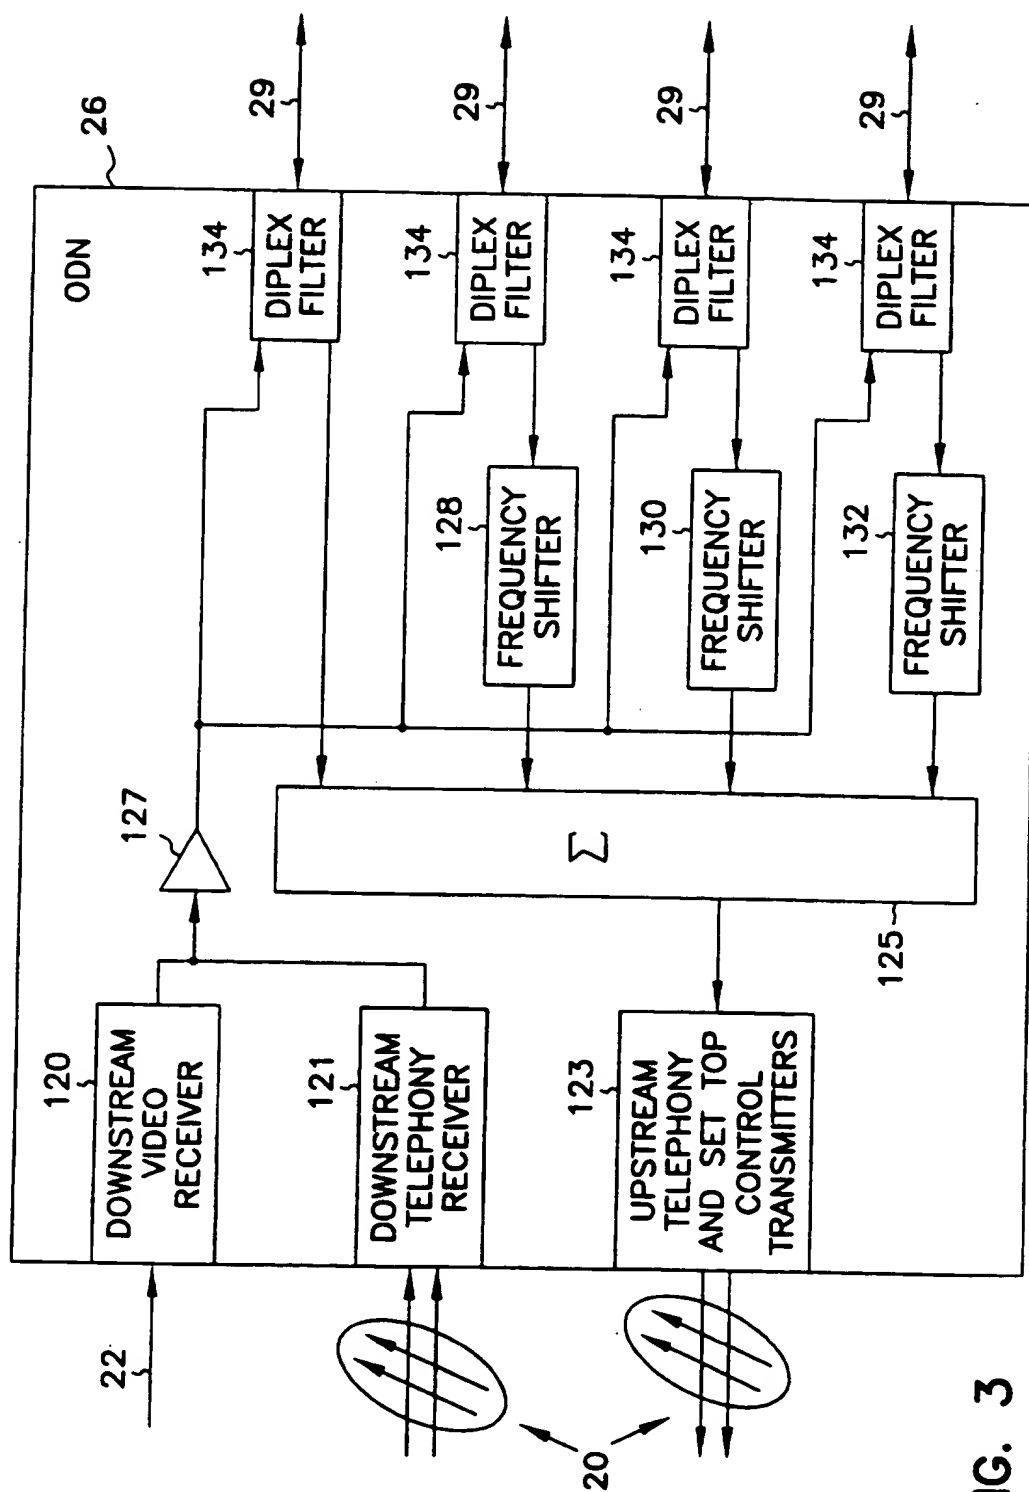 26
ODN
22
120
DOWNSTREAM
VIDEO
RECEIVER
127
134
DIPLEX
FILTER
29
121
DOWNSTREAM
TELEPHONY
RECEIVER
128
FREQUENCY
SHIFTER
134
DIPLEX
FILTER
29
20
Σ
130
FREQUENCY
SHIFTER
134
DIPLEX
FILTER
29
123
UPSTREAM
TELEPHONY
AND SET TOP
CONTROL
TRANSMITTERS
125
132
FREQUENCY
SHIFTER
134
DIPLEX
FILTER
29
IG. 3